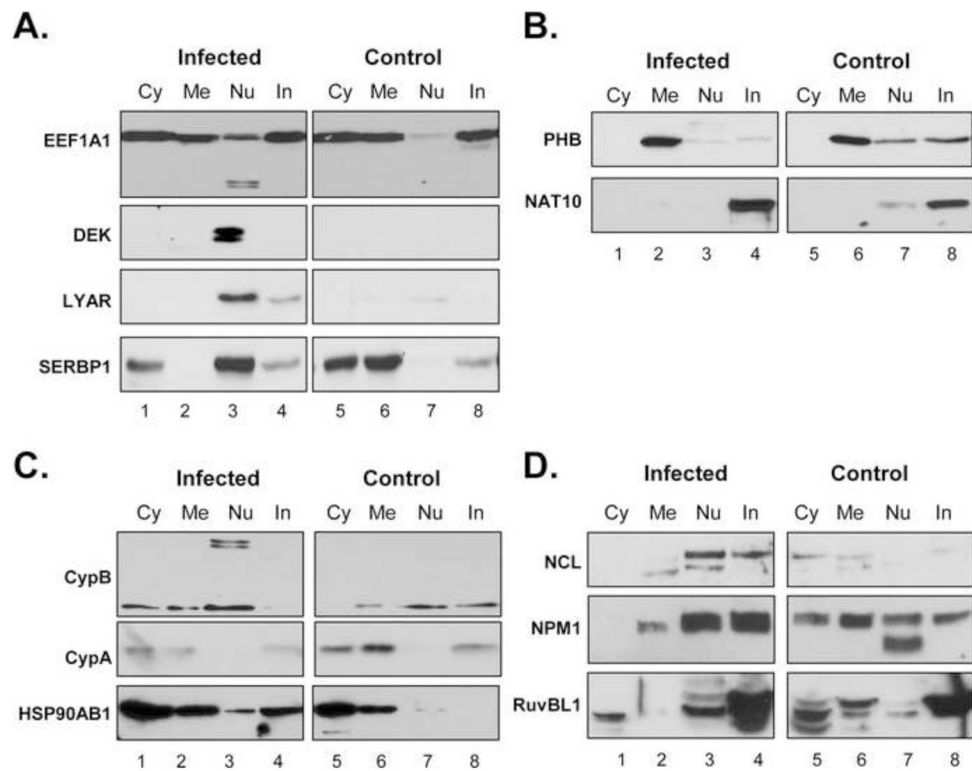 A.
Infected Control
Cy Me Nu In Cy Me Nu In
EEF1A1
DEK
LYAR
SERBP1
1 2 3 4 5 6 7 8
B.
Infected Control
Cy Me Nu In Cy Me Nu In
PHB
NAT10
1 2 3 4 5 6 7 8
C.
Infected Control
Cy Me Nu In Cy Me Nu In
CypB
CypA
HSP90AB1
1 2 3 4 5 6 7 8
D.
Infected Control
Cy Me Nu In Cy Me Nu In
NCL
NPM1
RuvBL1
1 2 3 4 5 6 7 8